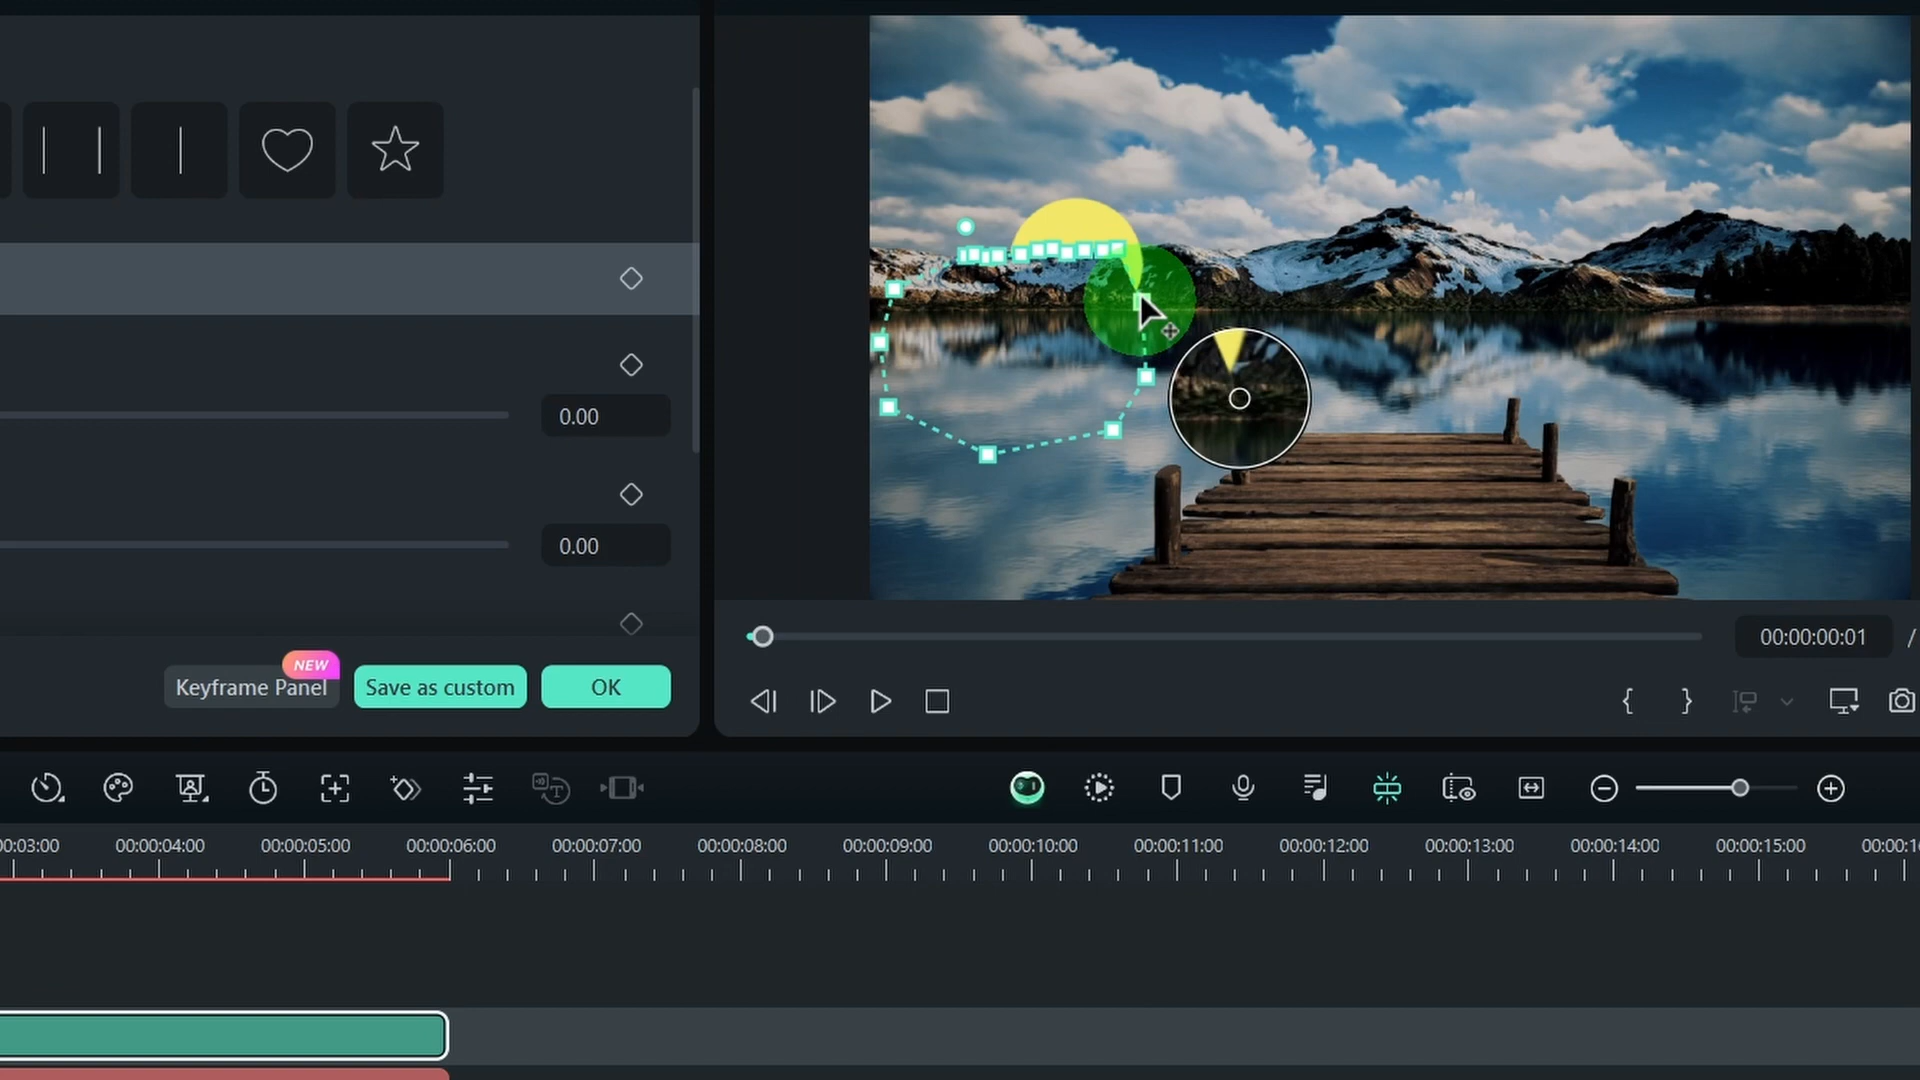 0.00
0.00
NEW
Keyframe Panel
Save as custom
OK
00:00:00:01 /
00:03:00 00:00:04:00 00:00:05:00 00:00:06:00 00:00:07:00 00:00:08:00 00:00:09:00 00:00:10:00 00:00:11:00 00:00:12:00 00:00:13:00 00:00:14:00 00:00:15:00 00:00:1